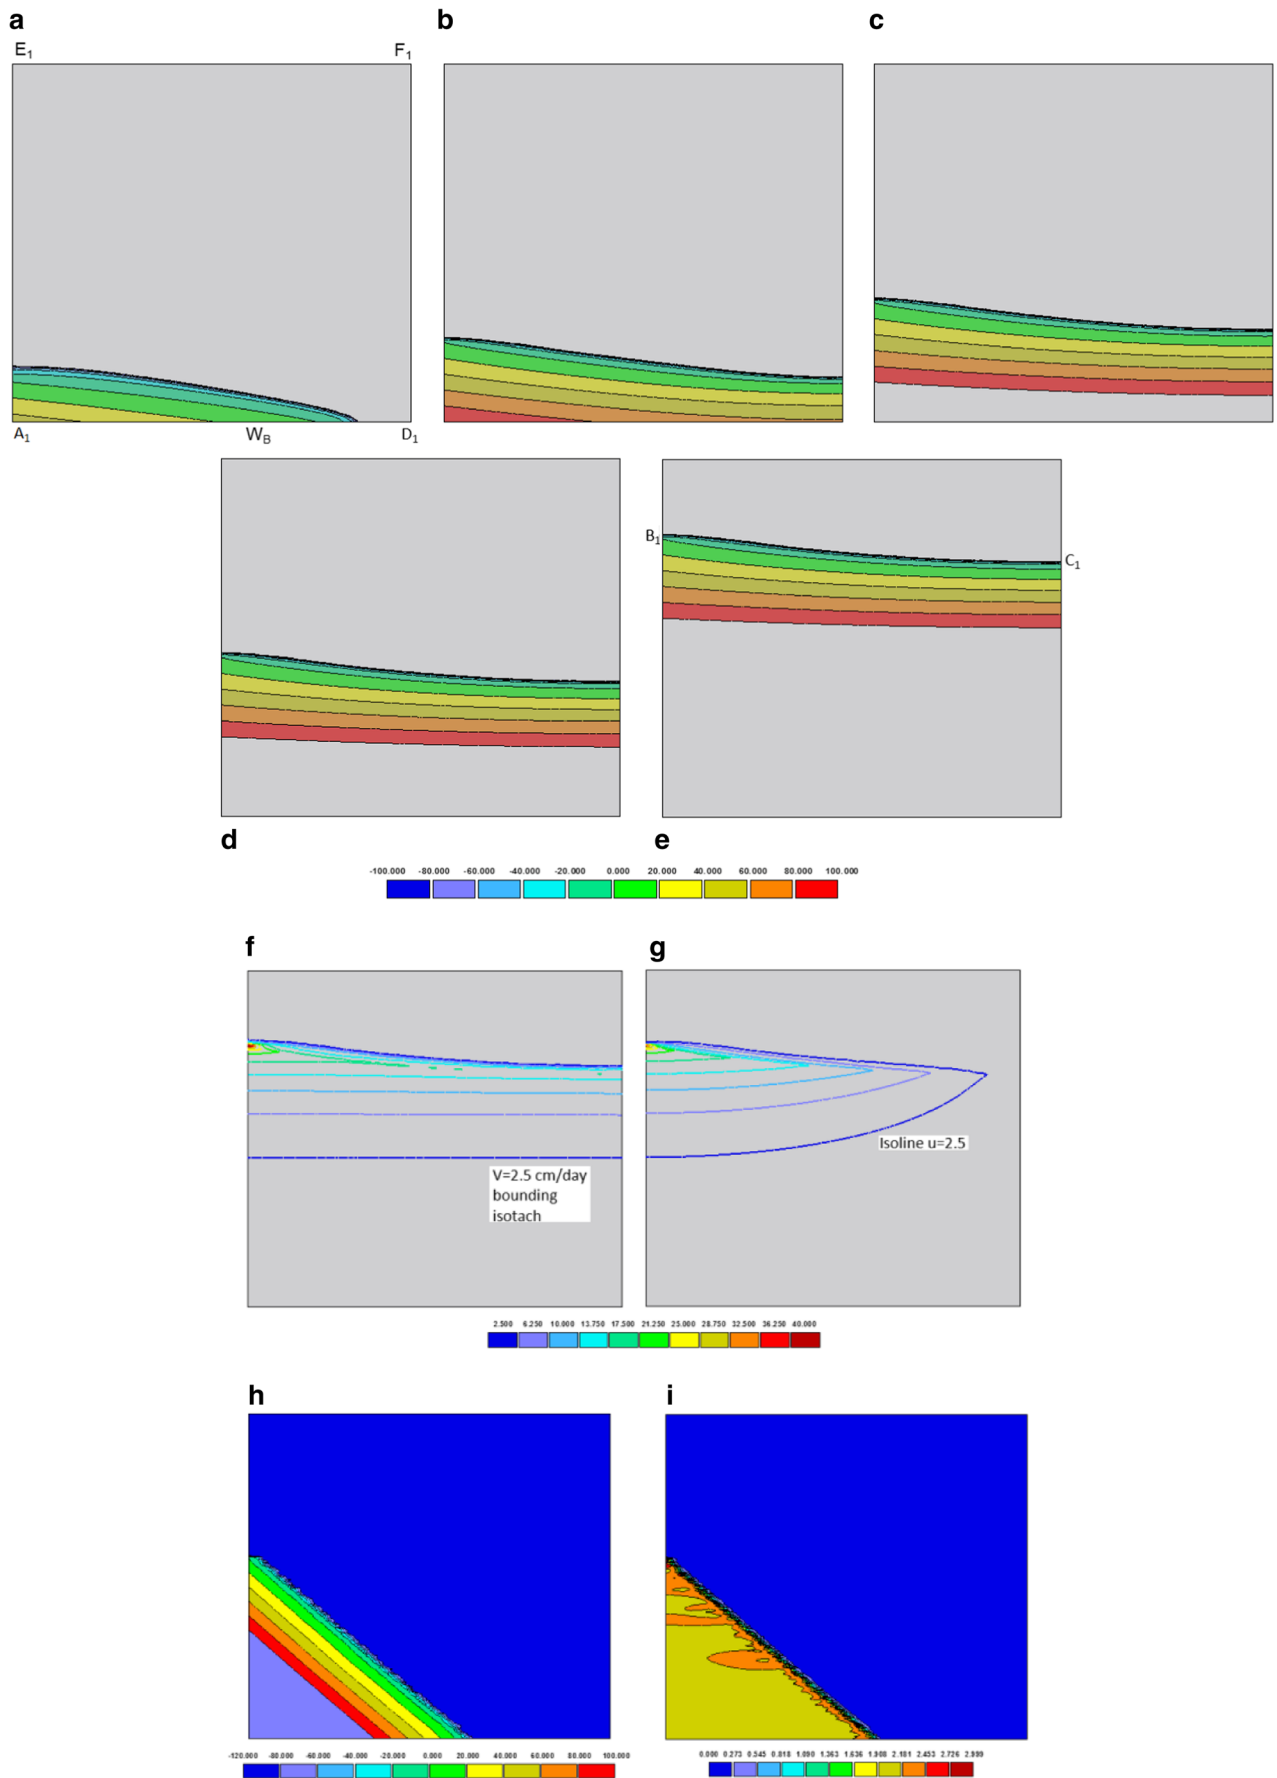 a b c
E1 F1
A1 WB D1
B1
C1
d e
-100.000 -80.000 -60.000 -40.000 -20.000 0.000 20.000 40.000 60.000 80.000 100.000
f g
V=2.5 cm/day
bounding
isotach
Isoline u=2.5
2.500 6.250 10.000 13.750 17.500 21.250 25.000 28.750 32.500 36.250 40.000
h i
-120.000 -80.000 -60.000 -40.000 -20.000 0.000 20.000 40.000 60.000 80.000 100.000
0.000 0.273 0.545 0.818 1.090 1.363 1.636 1.908 2.181 2.453 2.726 2.999